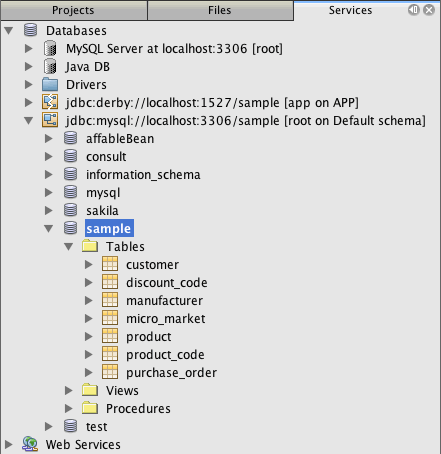 Projects Files Services
Databases
MySQL Server at localhost:3306 [root]
Java DB
Drivers
jdbc:derby://localhost:1527/sample [app on APP]
jdbc:mysql://localhost:3306/sample [root on Default schema]
affableBean
consult
information_schema
mysql
sakila
sample
Tables
customer
discount_code
manufacturer
micro_market
product
product_code
purchase_order
Views
Procedures
test
Web Services